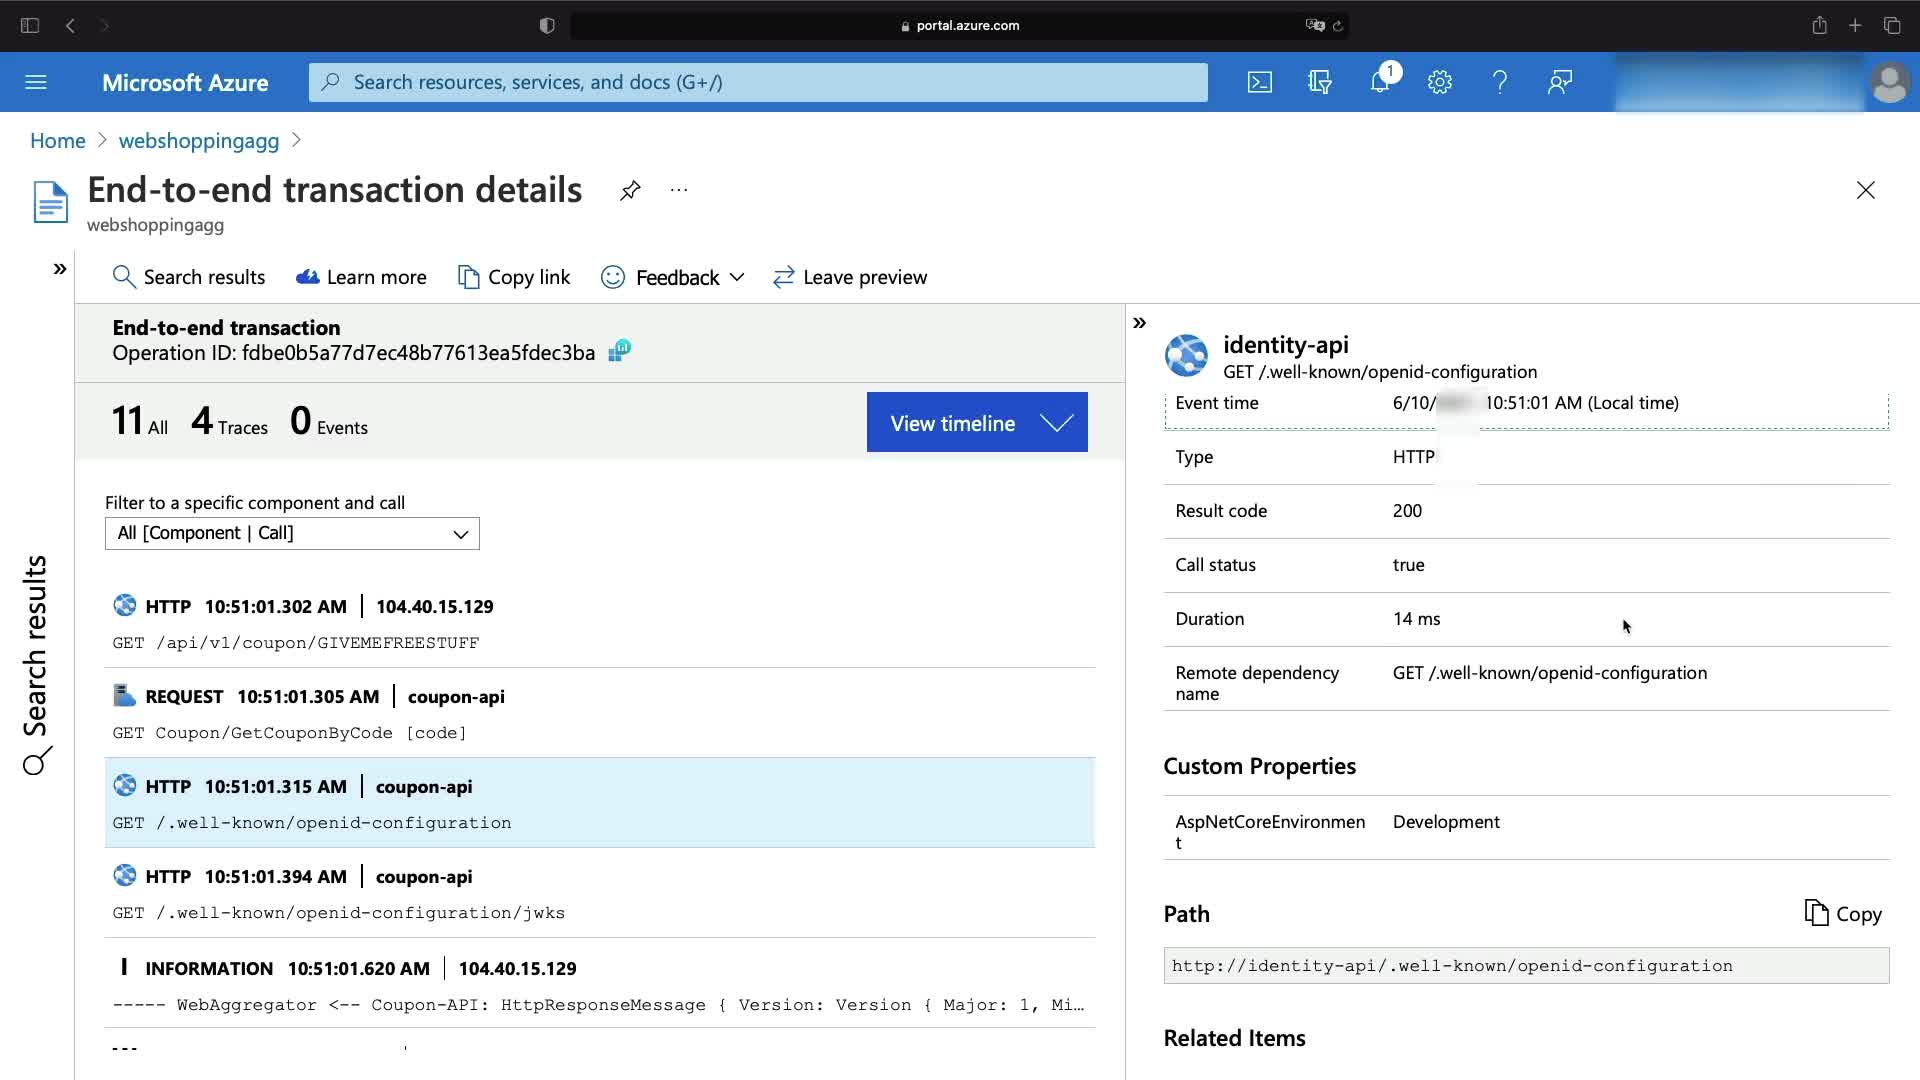 portal.azure.com
Microsoft Azure
Search resources, services, and docs (G+/)
1
Home
webshoppingagg
End-to-end transaction details
webshoppingagg
Search results
Learn more
Copy link
Feedback
Leave preview
Search results
End-to-end transaction
Operation ID: fdbe0b5a77d7ec48b77613ea5fdec3ba
11 All 4 Traces 0 Events
View timeline
Filter to a specific component and call
All [Component | Call]
HTTP 10:51:01.302 AM | 104.40.15.129
GET /api/v1/coupon/GIVEMEFREESTUFF
REQUEST 10:51:01.305 AM | coupon-api
GET Coupon/GetCouponByCode [code]
HTTP 10:51:01.315 AM | coupon-api
GET /.well-known/openid-configuration
HTTP 10:51:01.394 AM | coupon-api
GET /.well-known/openid-configuration/jwks
INFORMATION 10:51:01.620 AM | 104.40.15.129
----- WebAggregator <-- Coupon-API: HttpResponseMessage { Version: Version { Major: 1, Mi…
identity-api
GET /.well-known/openid-configuration
Event time 6/10/ 10:51:01 AM (Local time)
Type HTTP
Result code 200
Call status true
Duration 14 ms
Remote dependency GET /.well-known/openid-configuration
name
Custom Properties
AspNetCoreEnvironmen Development
t
Path
Copy
http://identity-api/.well-known/openid-configuration
Related Items